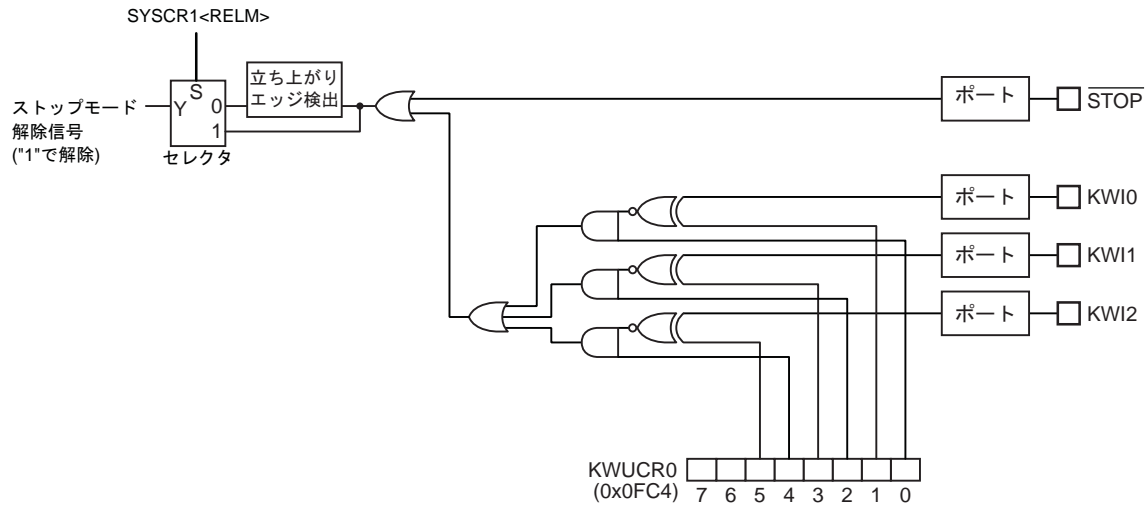 SYSCR1<RELM>
ストップモード
解除信号
("1"で解除)
S
Y
0
1
セレクタ
立ち上がり
エッジ検出
ポート
STOP
ポート
KWI0
ポート
KWI1
ポート
KWI2
KWUCR0
(0x0FC4)
7 6 5 4 3 2 1 0